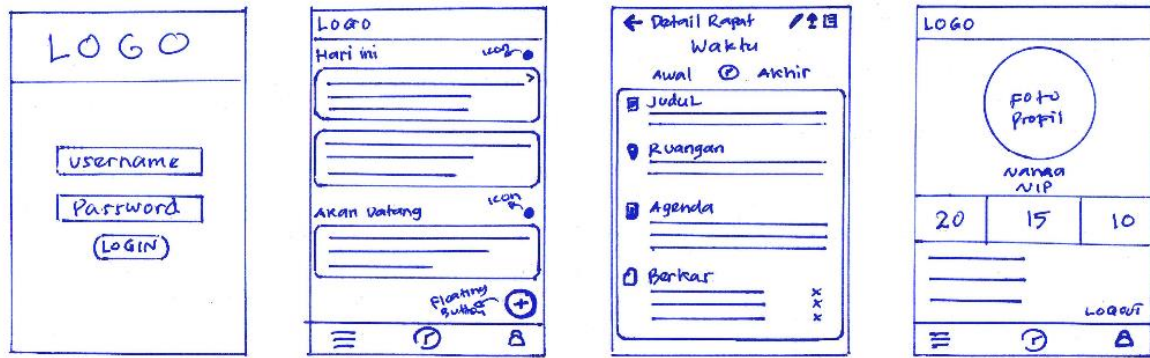 LOGO
username
Password
LOGIN
LOGO
Hari ini
icon
Akan Datang
icon
Floating
Button
LOGO
Foto
Profil
Nama
NIP
20 15 10
LOGOUT
Detail Rapat
Waktu
Awal Akhir
Judul
Ruangan
Agenda
Berkas